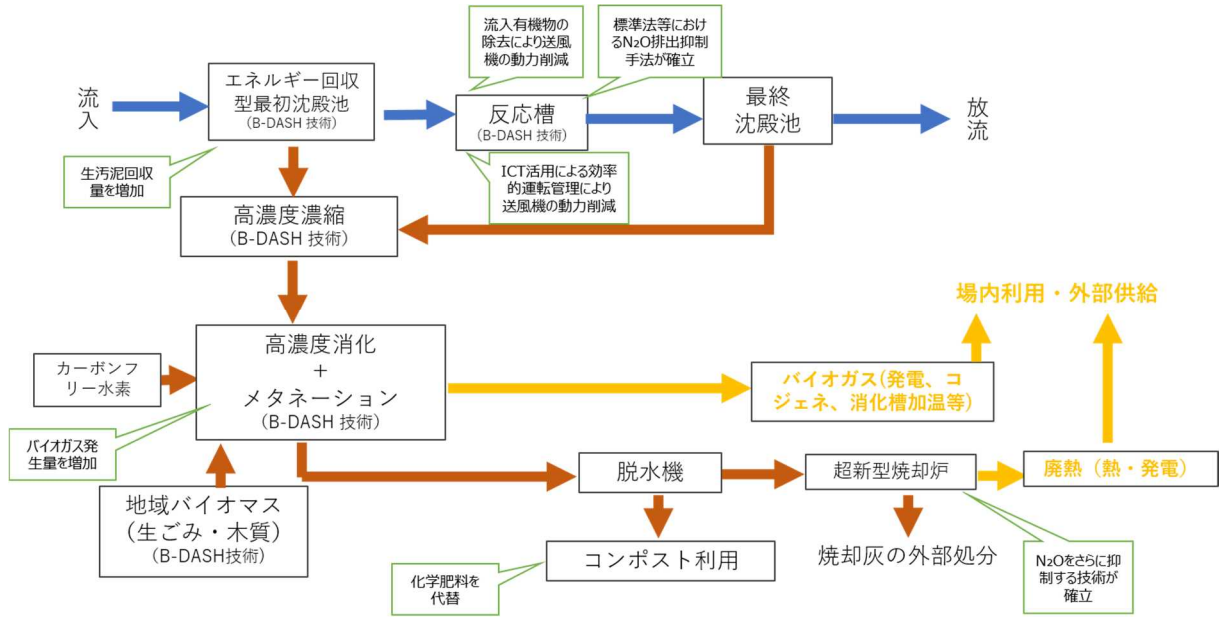 流入有機物の
除去により送風
機の動力削減
標準法等におけ
るN₂O排出抑制
手法が確立
流入
エネルギー回収
型最初沈殿池
(B-DASH 技術)
反応槽
(B-DASH 技術)
最終
沈殿池
放流
生汚泥回収
量を増加
ICT活用による効率
的運転管理により
送風機の動力削減
高濃度濃縮
(B-DASH 技術)
場内利用・外部供給
カーボンフ
リー水素
高濃度消化
+
メタネーション
(B-DASH 技術)
バイオガス(発電、コ
ジェネ、消化槽加温等)
バイオガス発
生量を増加
脱水機
超新型焼却炉
廃熱（熱・発電）
地域バイオマス
(生ごみ・木質)
(B-DASH技術)
コンポスト利用
焼却灰の外部処分
化学肥料を
代替
N₂Oをさらに抑
制する技術が
確立